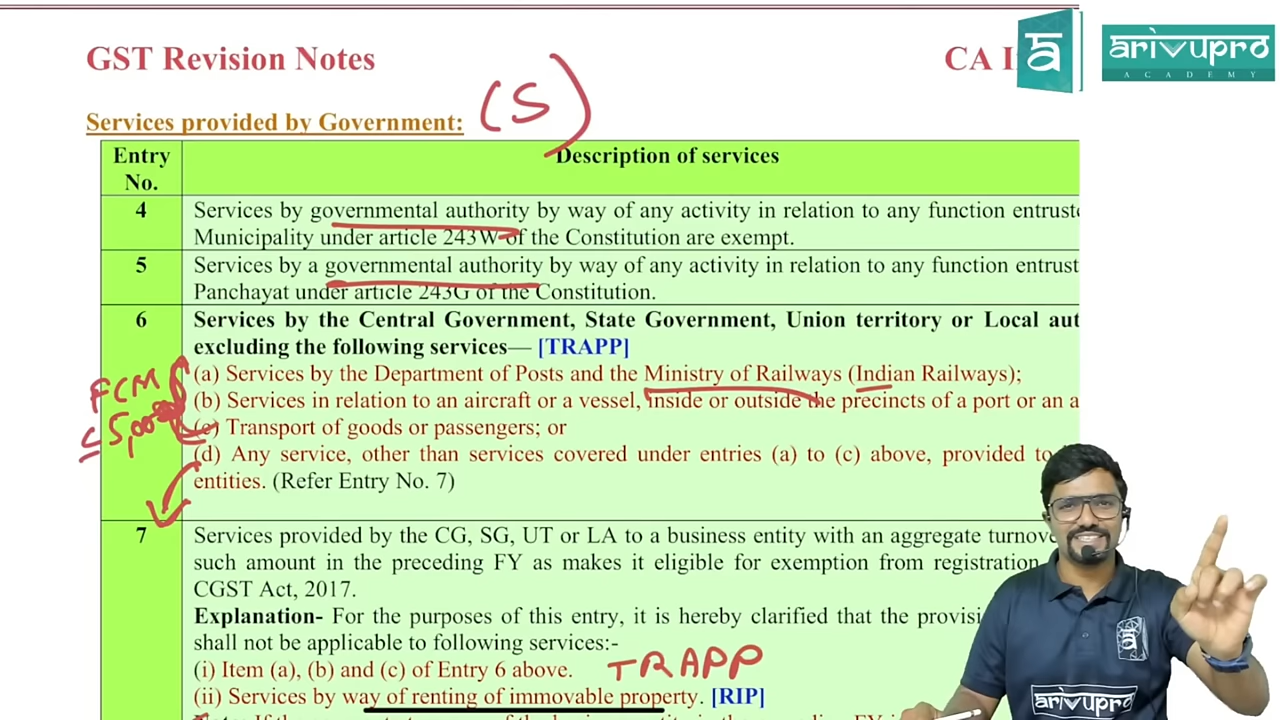 GST Revision Notes
CA
arivupro
ACADEMY
Services provided by Government:
(S)
Entry No.
Description of services
4
Services by governmental authority by way of any activity in relation to any function
Municipality under article 243W of the Constitution are exempt.
5
Services by a governmental authority by way of any activity in relation to any function
Panchayat under article 243G of the Constitution.
6
Services by the Central Government, State Government, Union territory or Local
excluding the following services— [TRAPP]
(a) Services by the Department of Posts and the Ministry of Railways (Indian Railways);
(b) Services in relation to an aircraft or a vessel, inside or outside the precincts of a port or an
(c) Transport of goods or passengers; or
(d) Any service, other than services covered under entries (a) to (c) above, provided to
entities. (Refer Entry No. 7)
FCM
7
Services provided by the CG, SG, UT or LA to a business entity with an aggregate
such amount in the preceding FY as makes it eligible for exemption from registration
CGST Act, 2017.
Explanation- For the purposes of this entry, it is hereby clarified that the
shall not be applicable to following services:-
(i) Item (a), (b) and (c) of Entry 6 above.
TRAPP
(ii) Services by way of renting of immovable property. [RIP]
arivupro